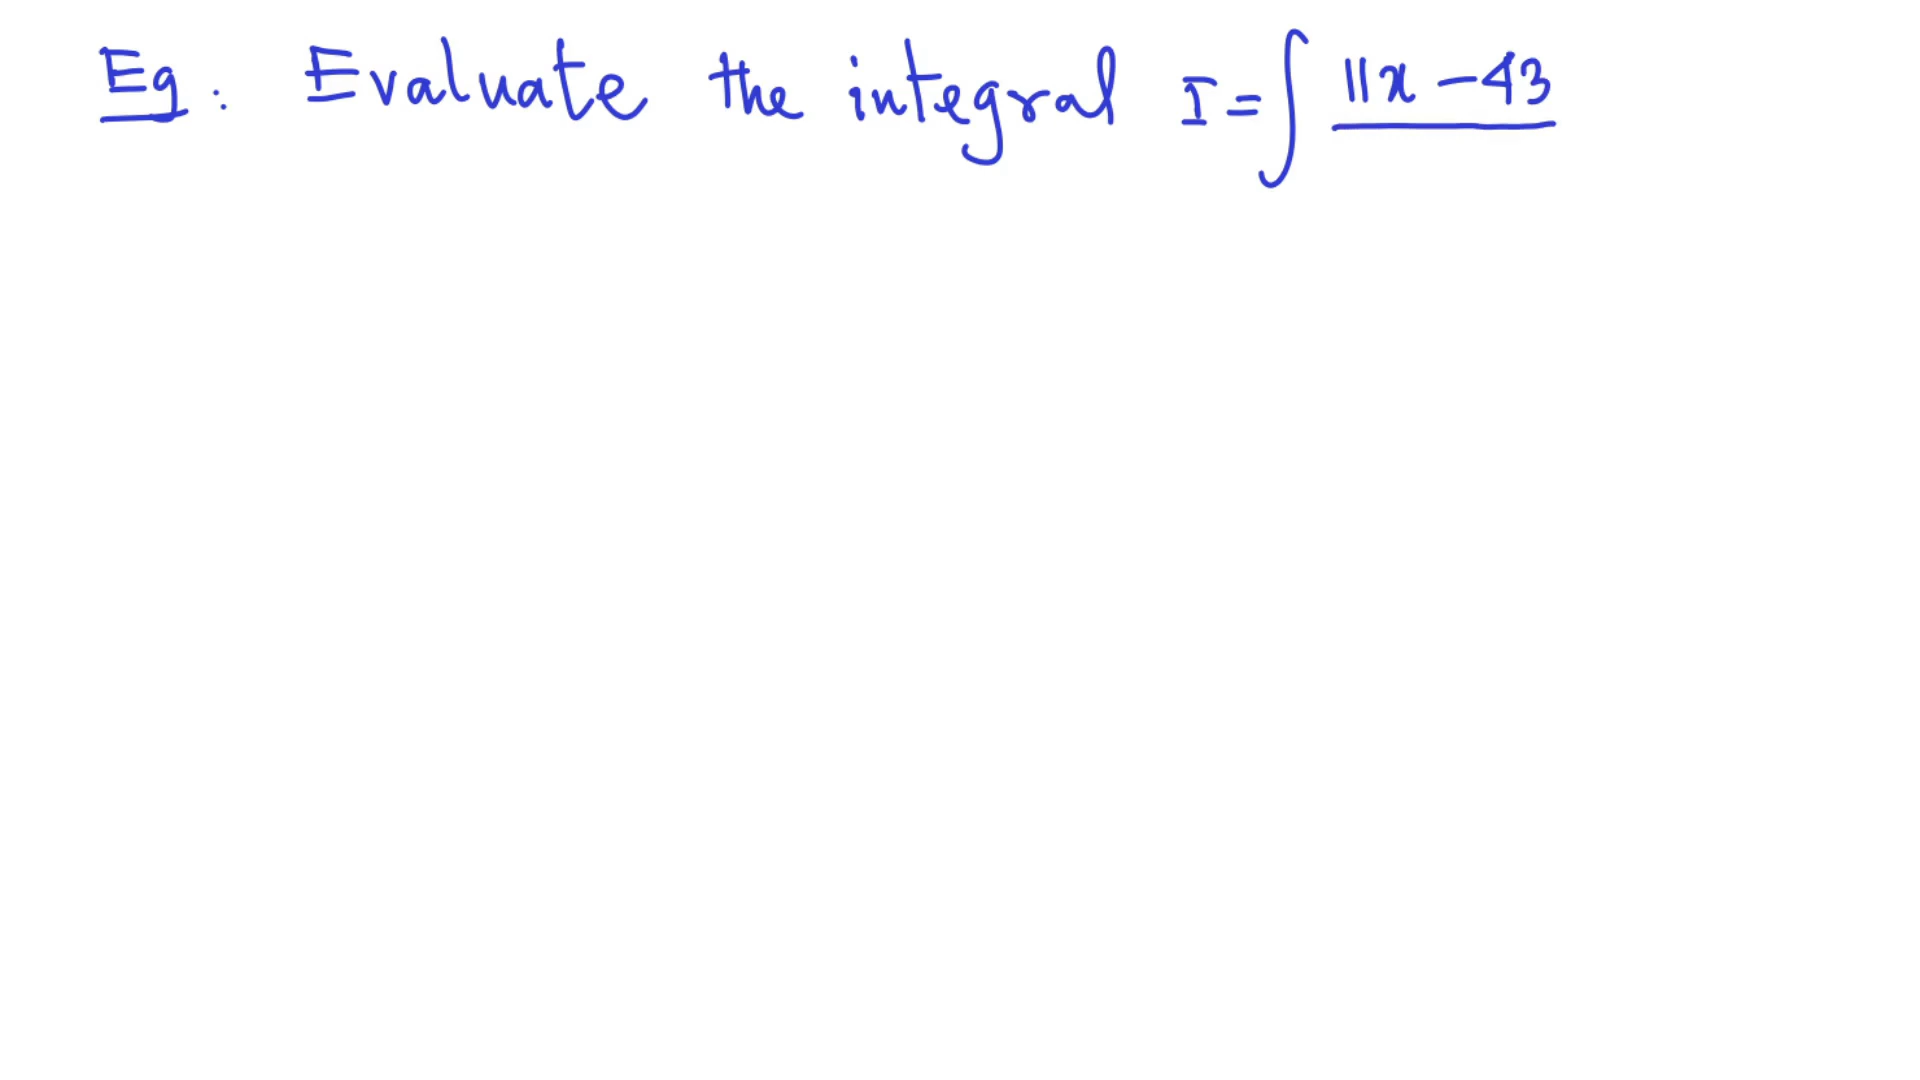 Eg : Evaluate the integral I = ∫ 11x - 43